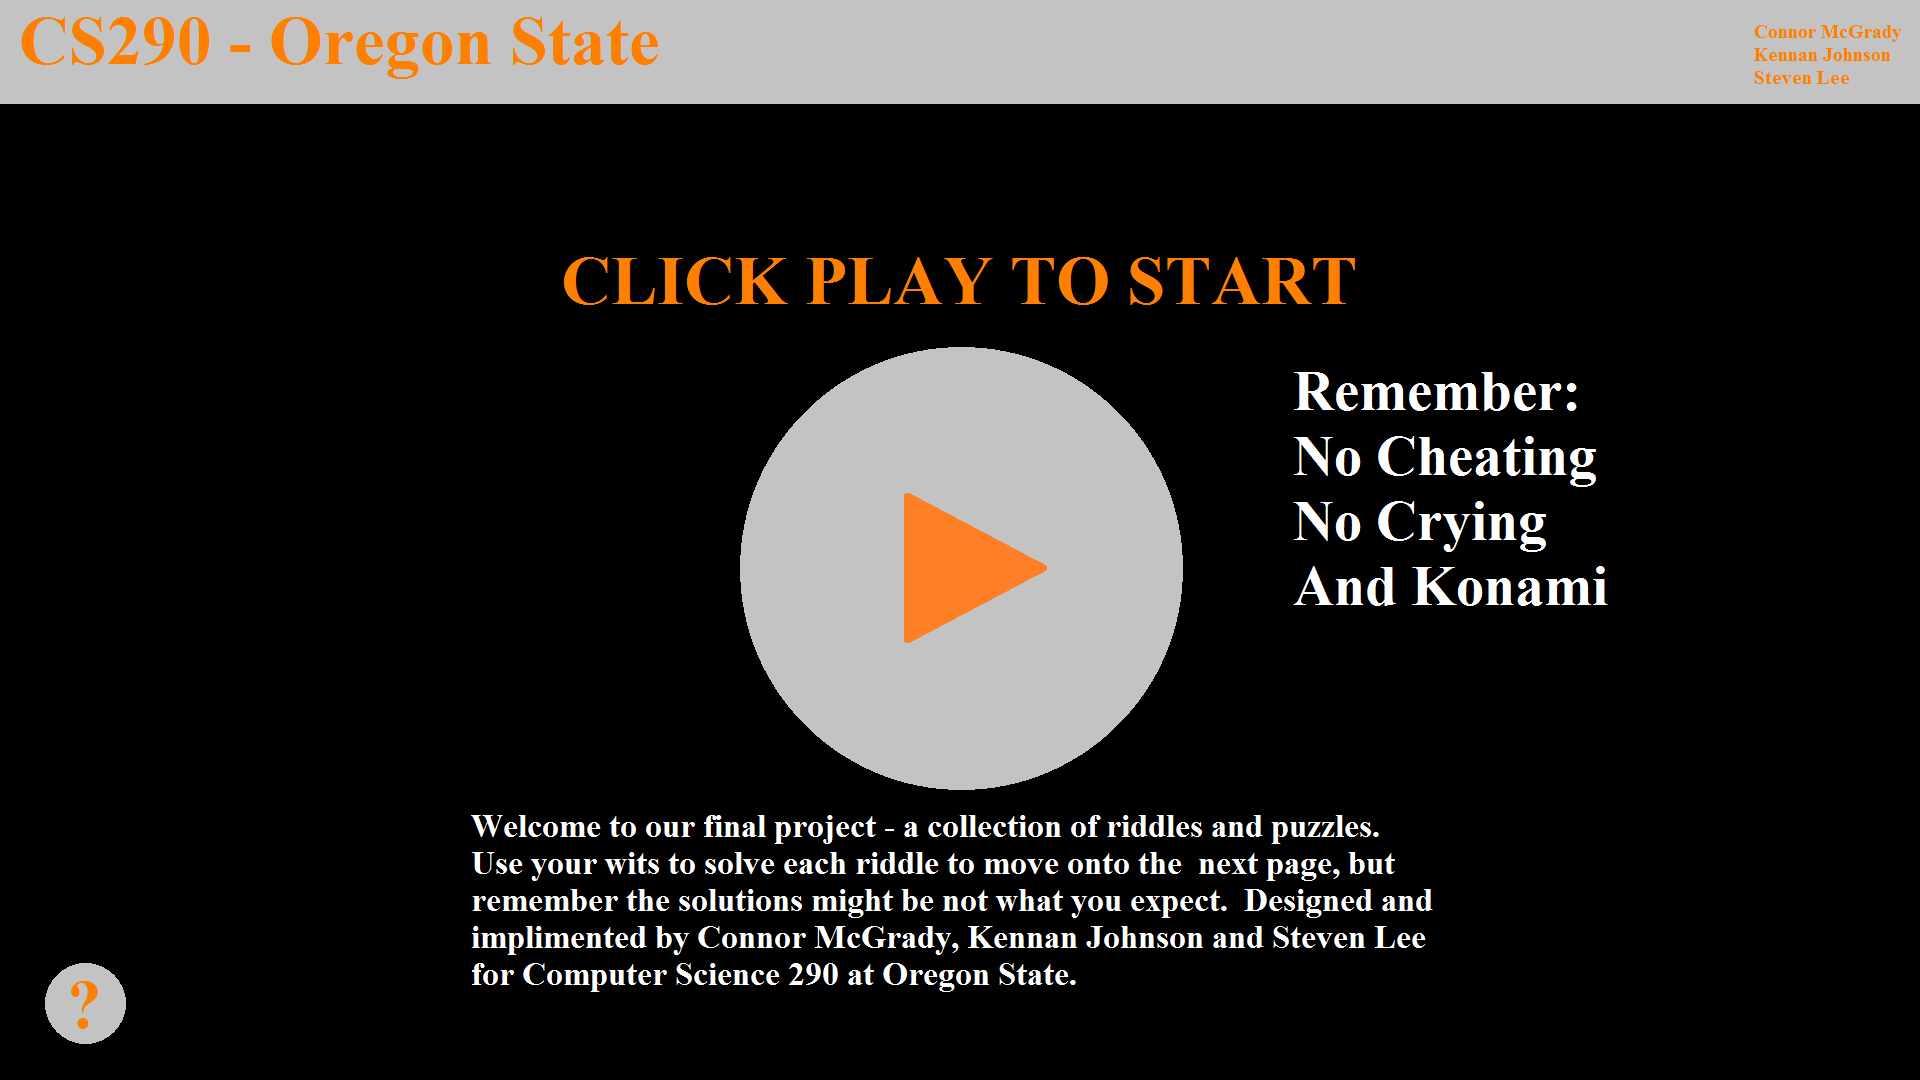 CS290 - Oregon State
Connor McGrady
Kennan Johnson
Steven Lee
CLICK PLAY TO START
Remember:
No Cheating
No Crying
And Konami
Welcome to our final project - a collection of riddles and puzzles.
Use your wits to solve each riddle to move onto the  next page, but
remember the solutions might be not what you expect.  Designed and
implimented by Connor McGrady, Kennan Johnson and Steven Lee
for Computer Science 290 at Oregon State.
?